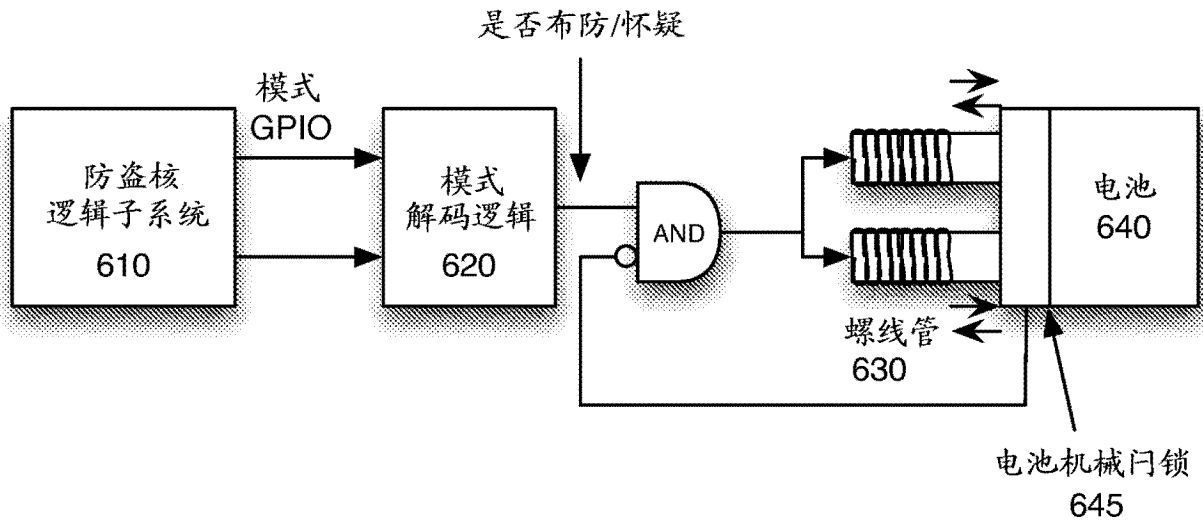 是否布防/怀疑
模式
GPIO
防盗核
逻辑子系统
610
模式
解码逻辑
620
AND
电池
640
螺线管
630
电池机械闩锁
645